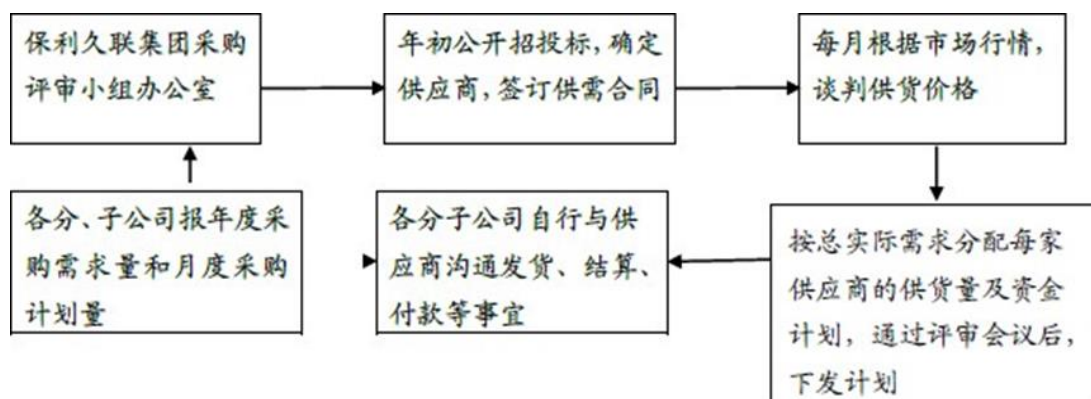 保利久联集团采购
评审小组办公室
年初公开招投标,确定
供应商,签订供需合同
每月根据市场行情,
谈判供货价格
各分、子公司报年度采
购需求量和月度采购
计划量
各分子公司自行与供
应商沟通发货、结算、
付款等事宜
按总实际需求分配每家
供应商的供货量及资金
计划，通过评审会议后，
下发计划